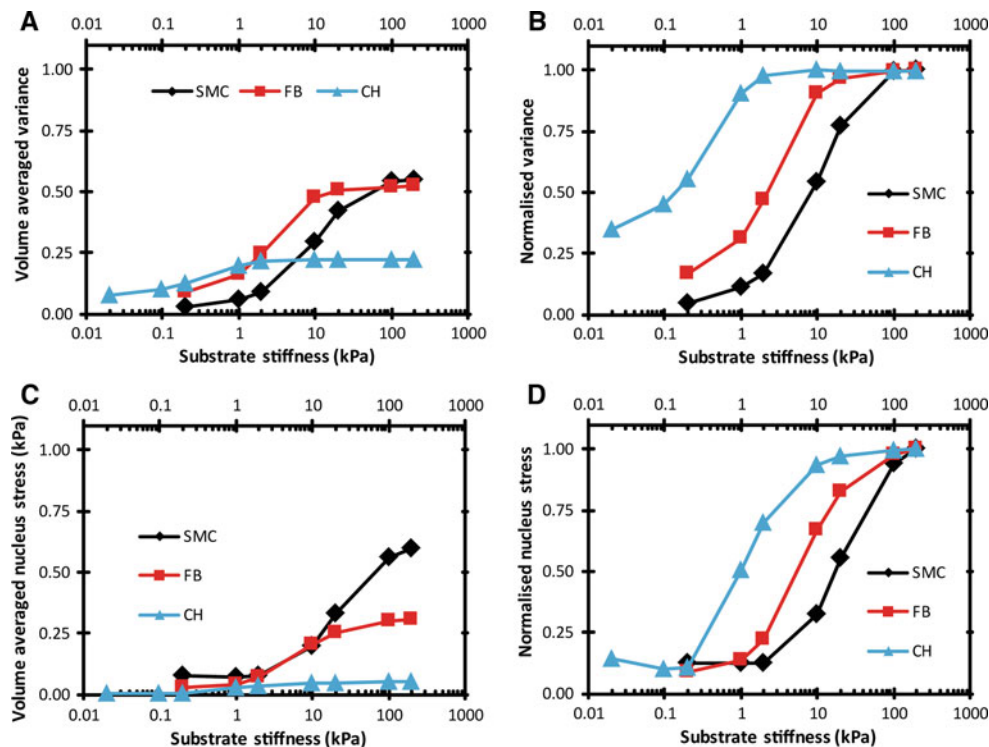 A
0.01 0.1 1 10 100 1000
1.00
0.75
0.50
0.25
0.00
Volume averaged variance
SMC FB CH
0.01 0.1 1 10 100 1000
Substrate stiffness (kPa)
B
0.01 0.1 1 10 100 1000
1.00
0.75
0.50
0.25
0.00
Normalised variance
SMC
FB
CH
0.01 0.1 1 10 100 1000
Substrate stiffness (kPa)
C
0.01 0.1 1 10 100 1000
1.00
0.75
0.50
0.25
0.00
Volume averaged nucleus stress (kPa)
SMC
FB
CH
0.01 0.1 1 10 100 1000
Substrate stiffness (kPa)
D
0.01 0.1 1 10 100 1000
1.00
0.75
0.50
0.25
0.00
Normalised nucleus stress
SMC
FB
CH
0.01 0.1 1 10 100 1000
Substrate stiffness (kPa)